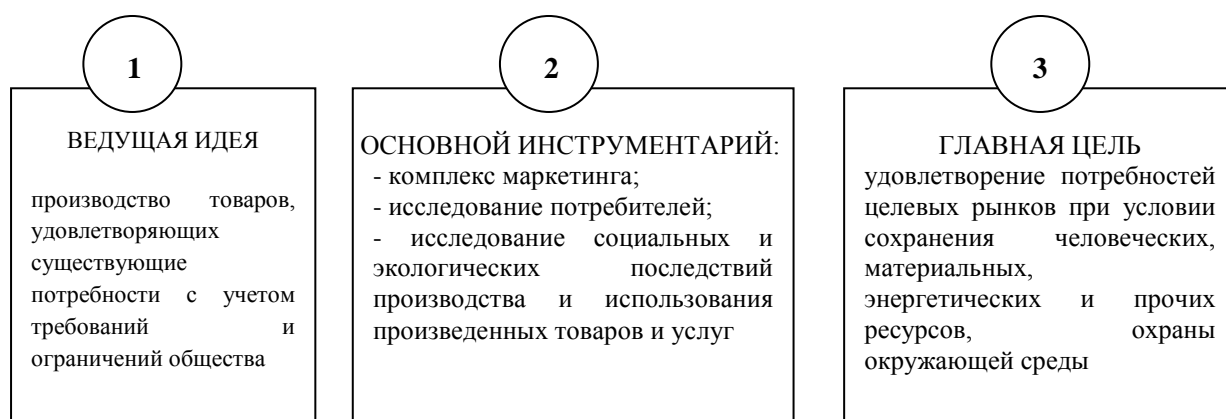 1
ВЕДУЩАЯ ИДЕЯ
производство товаров,
удовлетворяющих
существующие
потребности с учетом
требований и
ограничений общества
2
ОСНОВНОЙ ИНСТРУМЕНТАРИЙ:
- комплекс маркетинга;
- исследование потребителей;
- исследование социальных и
экологических последствий
производства и использования
произведенных товаров и услуг
3
ГЛАВНАЯ ЦЕЛЬ
удовлетворение потребностей
целевых рынков при условии
сохранения человеческих,
материальных,
энергетических и прочих
ресурсов, охраны
окружающей среды